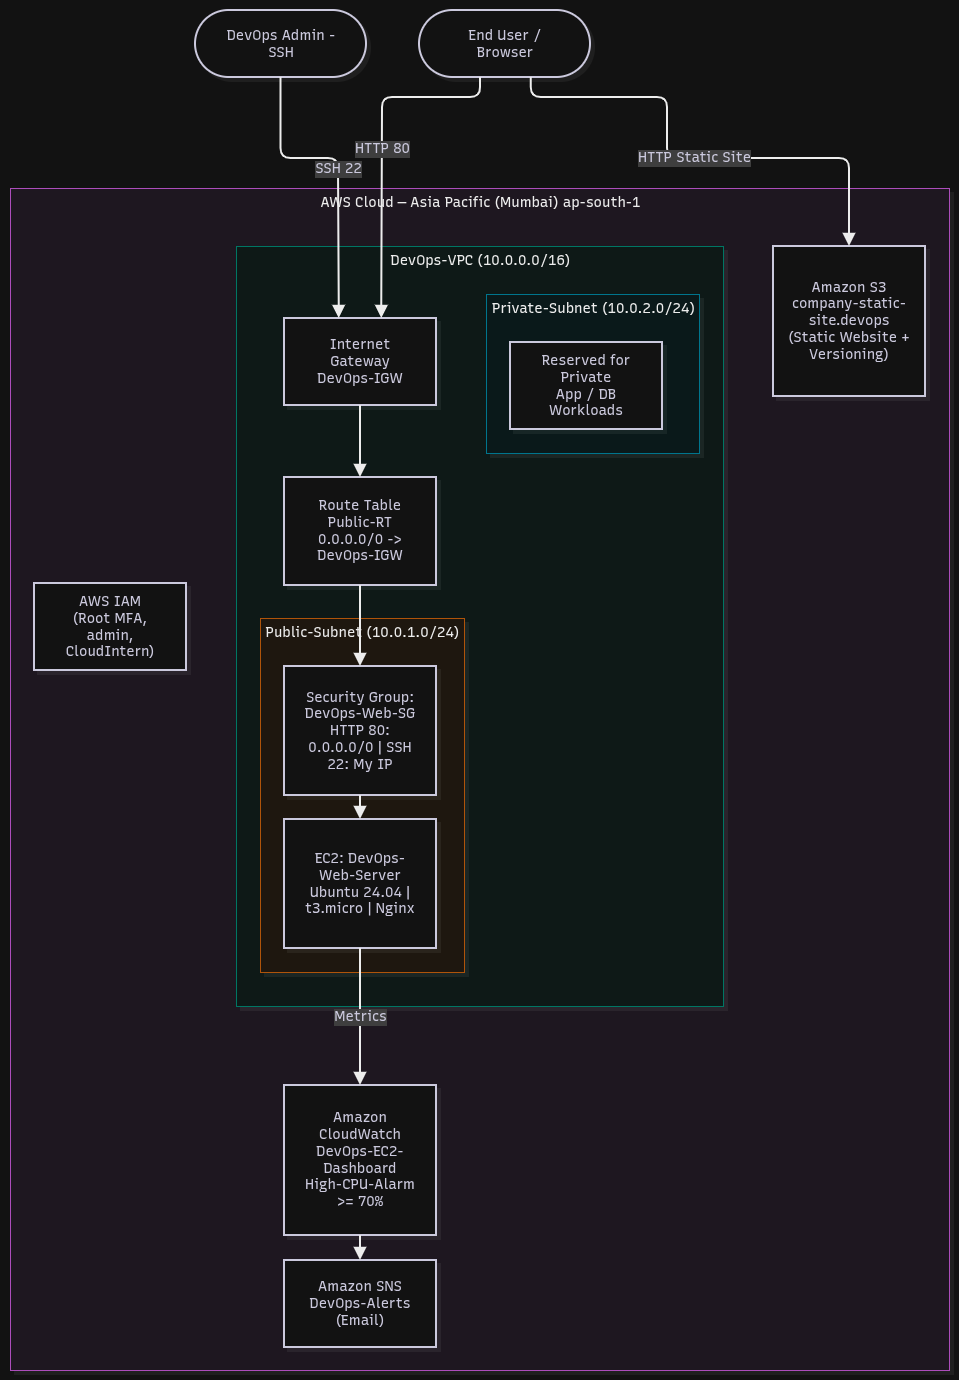 DevOps Admin -
SSH
End User /
Browser
HTTP 80
SSH 22
HTTP Static Site
AWS Cloud — Asia Pacific (Mumbai) ap-south-1
DevOps-VPC (10.0.0.0/16)
Internet
Gateway
DevOps-IGW
Private-Subnet (10.0.2.0/24)
Reserved for
Private
App / DB
Workloads
Amazon S3
company-static-
site.devops
(Static Website +
Versioning)
Route Table
Public-RT
0.0.0.0/0 ->
DevOps-IGW
AWS IAM
(Root MFA,
admin,
CloudIntern)
Public-Subnet (10.0.1.0/24)
Security Group:
DevOps-Web-SG
HTTP 80:
0.0.0.0/0 | SSH
22: My IP
EC2: DevOps-
Web-Server
Ubuntu 24.04 |
t3.micro | Nginx
Metrics
Amazon
CloudWatch
DevOps-EC2-
Dashboard
High-CPU-Alarm
>= 70%
Amazon SNS
DevOps-Alerts
(Email)